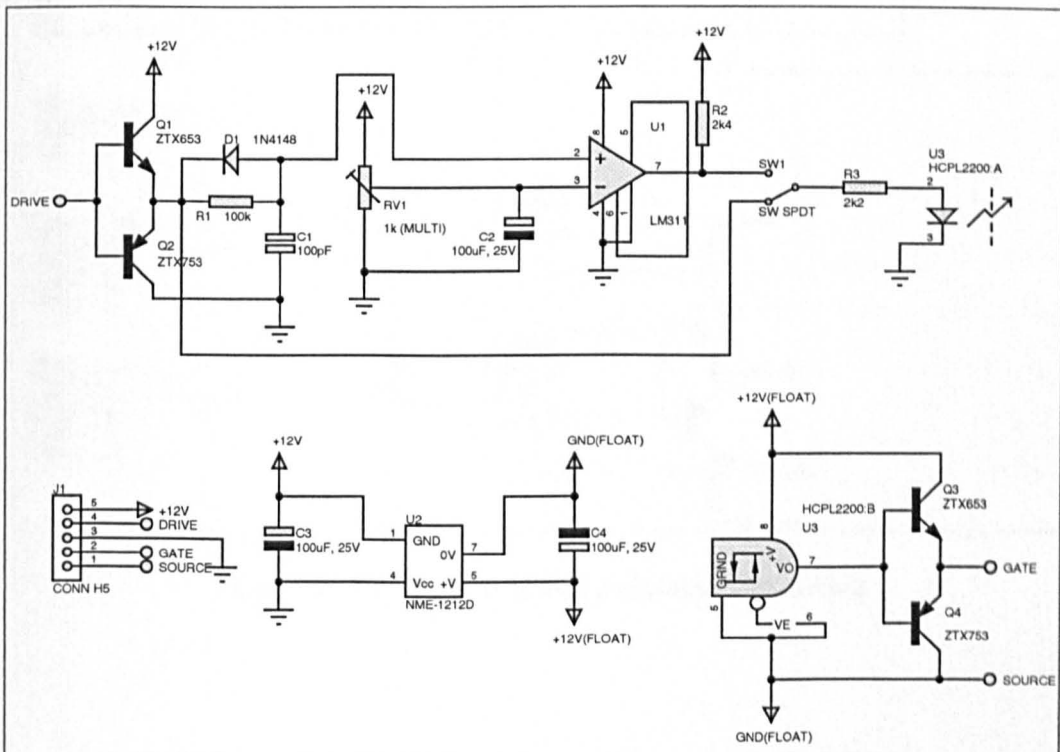 +12V
Q1
ZTX653
D1
1N4148
DRIVE
R1
100k
Q2
ZTX753
C1
100pF
+12V
RV1
1k (MULTI)
C2
100uF, 25V
+12V
8
5
U1
2
+
3
−
7
4
6
1
LM311
+12V
R2
2k4
SW1
SW SPDT
R3
2k2
U3
HCPL2200:A
2
3
J1
5
+12V
4
DRIVE
3
2
GATE
1
SOURCE
CONN H5
+12V
C3
100uF, 25V
U2
1
GND
0V
7
4
Vcc
+V
5
NME-1212D
GND(FLOAT)
C4
100uF, 25V
+12V(FLOAT)
+12V(FLOAT)
HCPL2200:B
U3
8
GRND
+V
VO
7
5
VE
6
Q3
ZTX653
GATE
Q4
ZTX753
SOURCE
GND(FLOAT)